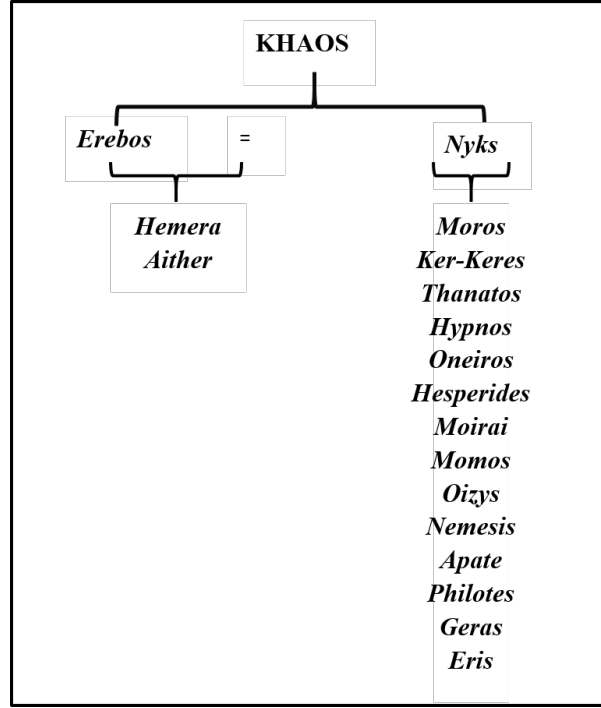 KHAOS
Erebos = Nyks
Hemera
Aither
Moros
Ker-Keres
Thanatos
Hypnos
Oneiros
Hesperides
Moirai
Momos
Oizys
Nemesis
Apate
Philotes
Geras
Eris